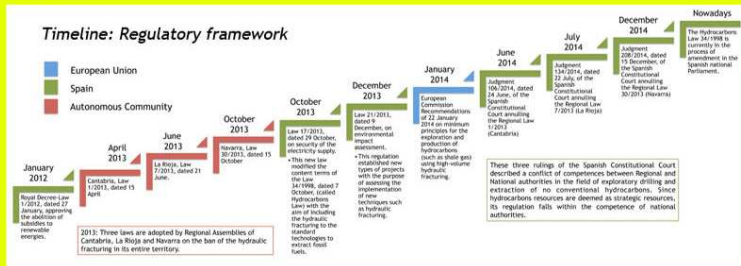 Timeline: Regulatory framework
European Union
Spain
Autonomous Community
January
2012
Royal Decree-Law
1/2012, dated 27
January, approving
the abolition of
subsidies to
renewable
energies.
April
2013
Cantabria, Law
1/2013, dated 15
April
June
2013
La Rioja, Law
7/2013, dated 21
June.
October
2013
Navarra, Law
30/2013, dated 15
October
2013: Three laws are adopted by Regional Assemblies of
Cantabria, La Rioja and Navarra on the ban of the hydraulic
fracturing in its entire territory.
October
2013
Law 17/2013,
dated 29 October,
on security of the
electricity supply.
• This new law
modified the
content terms of
the Law
34/1998, dated 7
October, (called
Hydrocarbons
Law) with the
aim of including
the hydraulic
fracturing to the
standard
technologies to
extract fossil
fuels.
December
2013
Law 21/2013,
dated 9
December, on
environmental
impact
assessment.
• This regulation
established new
types of projects
with the purpose
of assessing the
implementation
of new
techniques such
as hydraulic
fracturing.
January
2014
European
Commission
Recommendations
of 22 January
2014 on minimum
principles for the
exploration and
production of
hydrocarbons
(such as shale gas)
using high-volume
hydraulic
fracturing.
June
2014
Judgment
106/2014, dated
24 June, of the
Spanish
Constitutional
Court annulling
the Regional Law
1/2013
(Cantabria)
July
2014
Judgment
134/2014, dated
22 July, of the
Spanish
Constitutional
Court annulling
the Regional Law
7/2013 (La Rioja)
December
2014
Judgment
208/2014, dated
15 December, of
the Spanish
Constitutional
Court annulling
the Regional Law
30/2013 (Navarra)
Nowadays
The Hydrocarbons
Law 34/1998 is
currently in the
process of
amendment in the
Spanish national
Parliament.
These three rulings of the Spanish Constitutional Court
described a conflict of competences between Regional and
National authorities in the field of exploratory drilling and
extraction of no conventional hydrocarbons. Since
hydrocarbons resources are deemed as strategic resources,
its regulation falls within the competence of national
authorities.